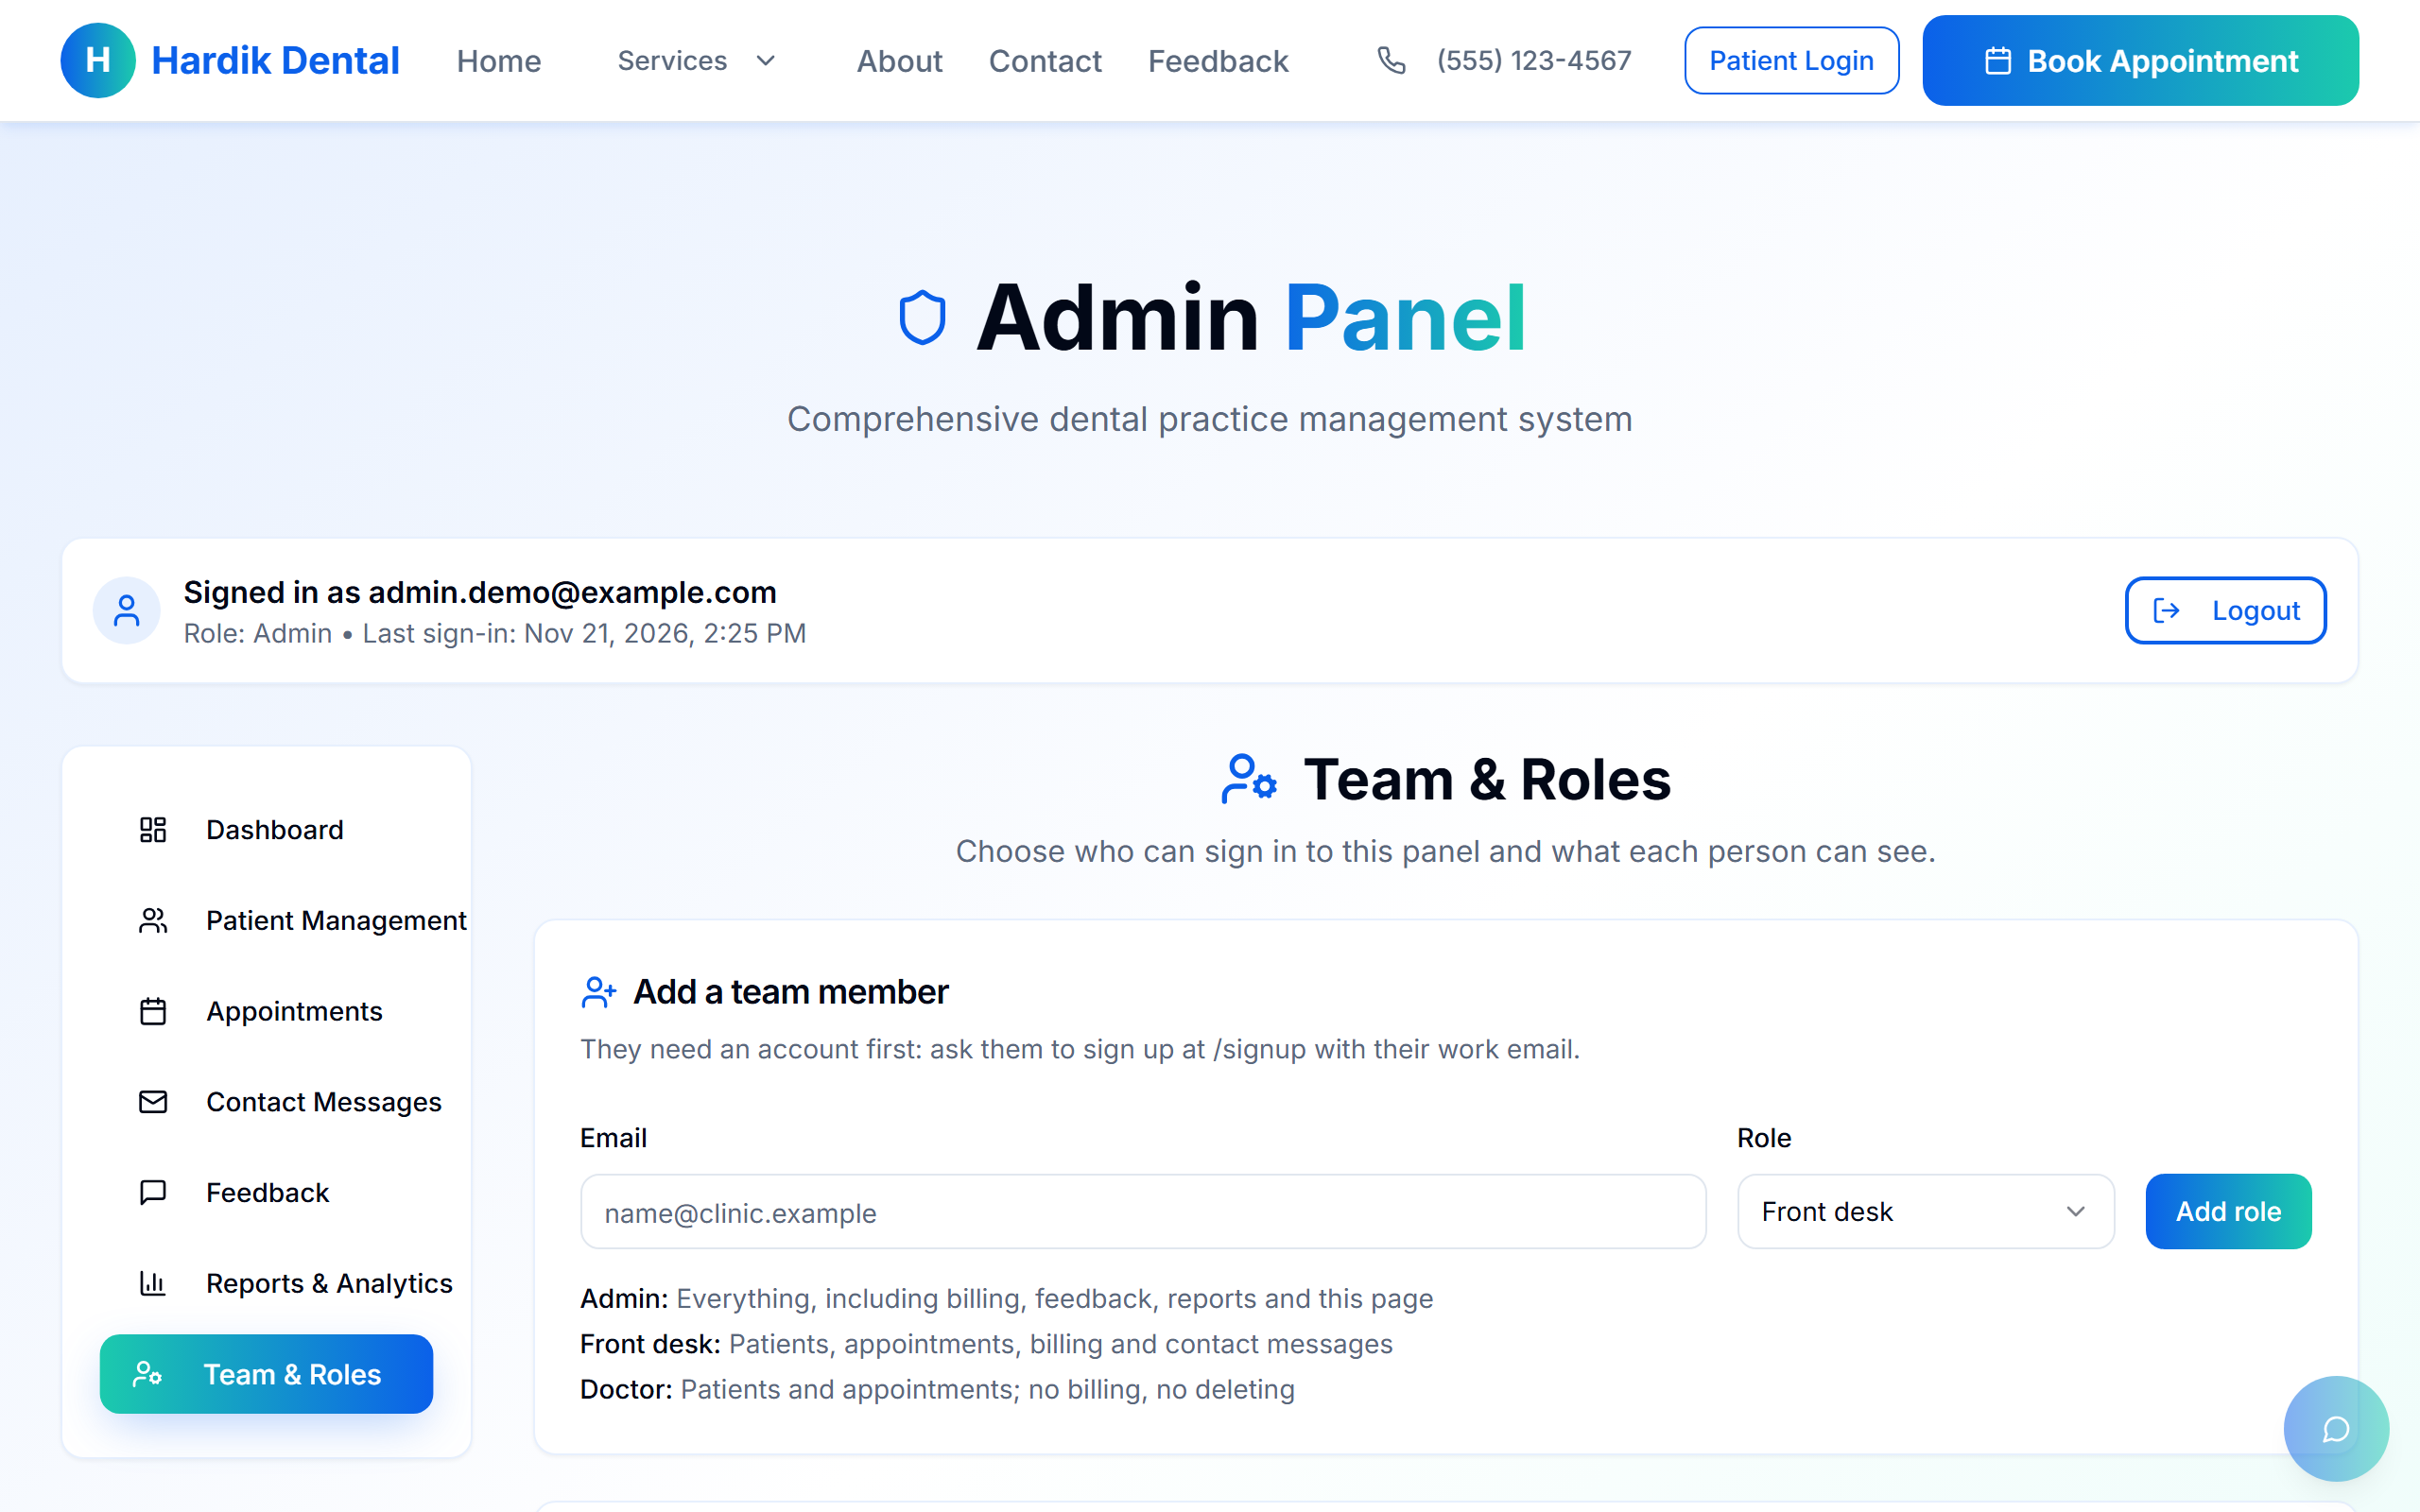 H Hardik Dental Home Services About Contact Feedback (555) 123-4567 Patient Login Book Appointment
Admin Panel
Comprehensive dental practice management system
Signed in as admin.demo@example.com
Role: Admin • Last sign-in: Nov 21, 2026, 2:25 PM
Logout
Dashboard
Patient Management
Appointments
Contact Messages
Feedback
Reports & Analytics
Team & Roles
Team & Roles
Choose who can sign in to this panel and what each person can see.
Add a team member
They need an account first: ask them to sign up at /signup with their work email.
Email
name@clinic.example
Role
Front desk
Add role
Admin: Everything, including billing, feedback, reports and this page
Front desk: Patients, appointments, billing and contact messages
Doctor: Patients and appointments; no billing, no deleting